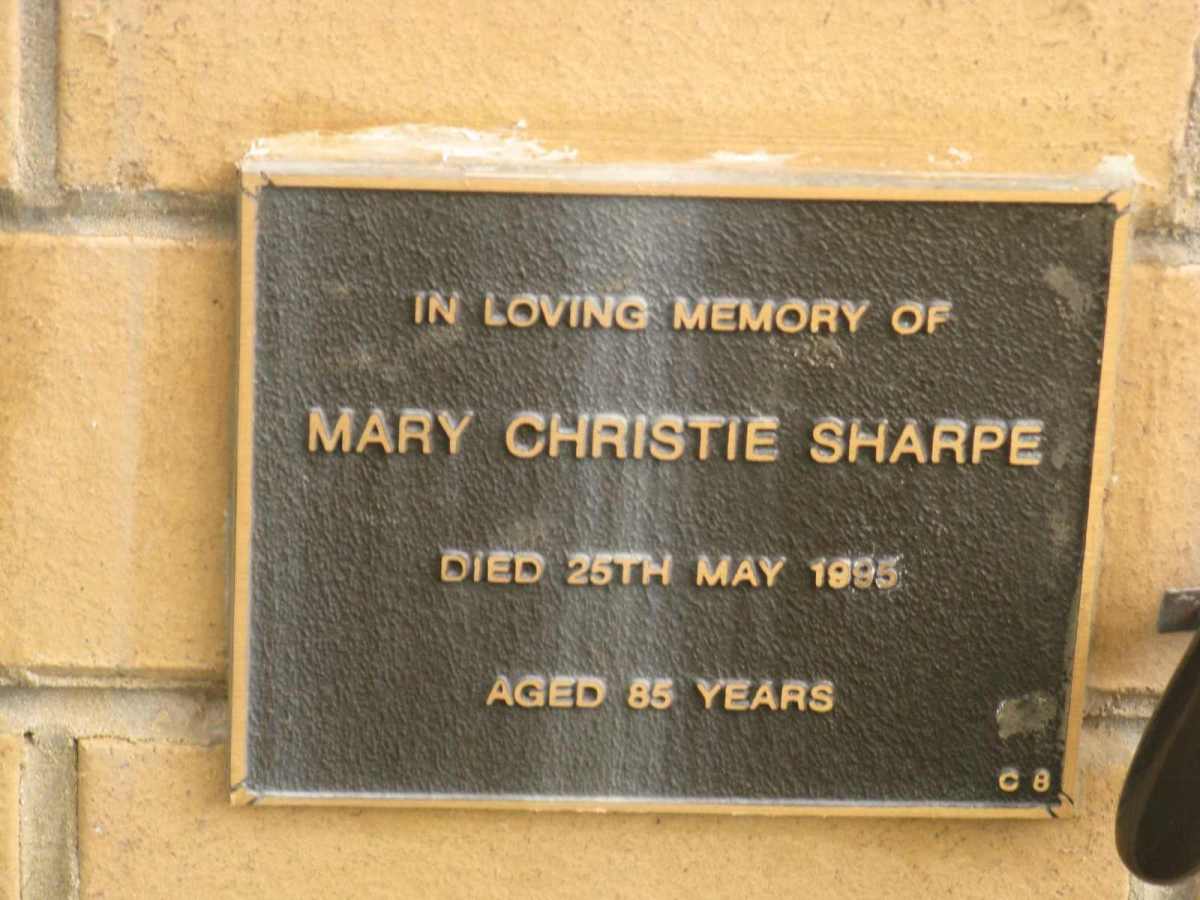 IN LOVING MEMORY OF
MARY CHRISTIE SHARPE
DIED 25TH MAY 1995
AGED 85 YEARS
C 8